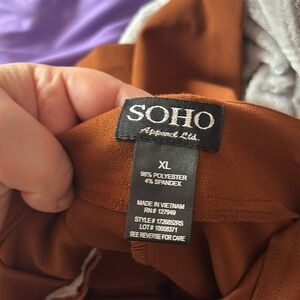 SOHO
Apparel Ltd.
XL
96% POLYESTER
4% SPANDEX
MADE IN VIETNAM
RN# 127949
STYLE# 1726852RS
LOT# 10008371
SEE REVERSE FOR CARE